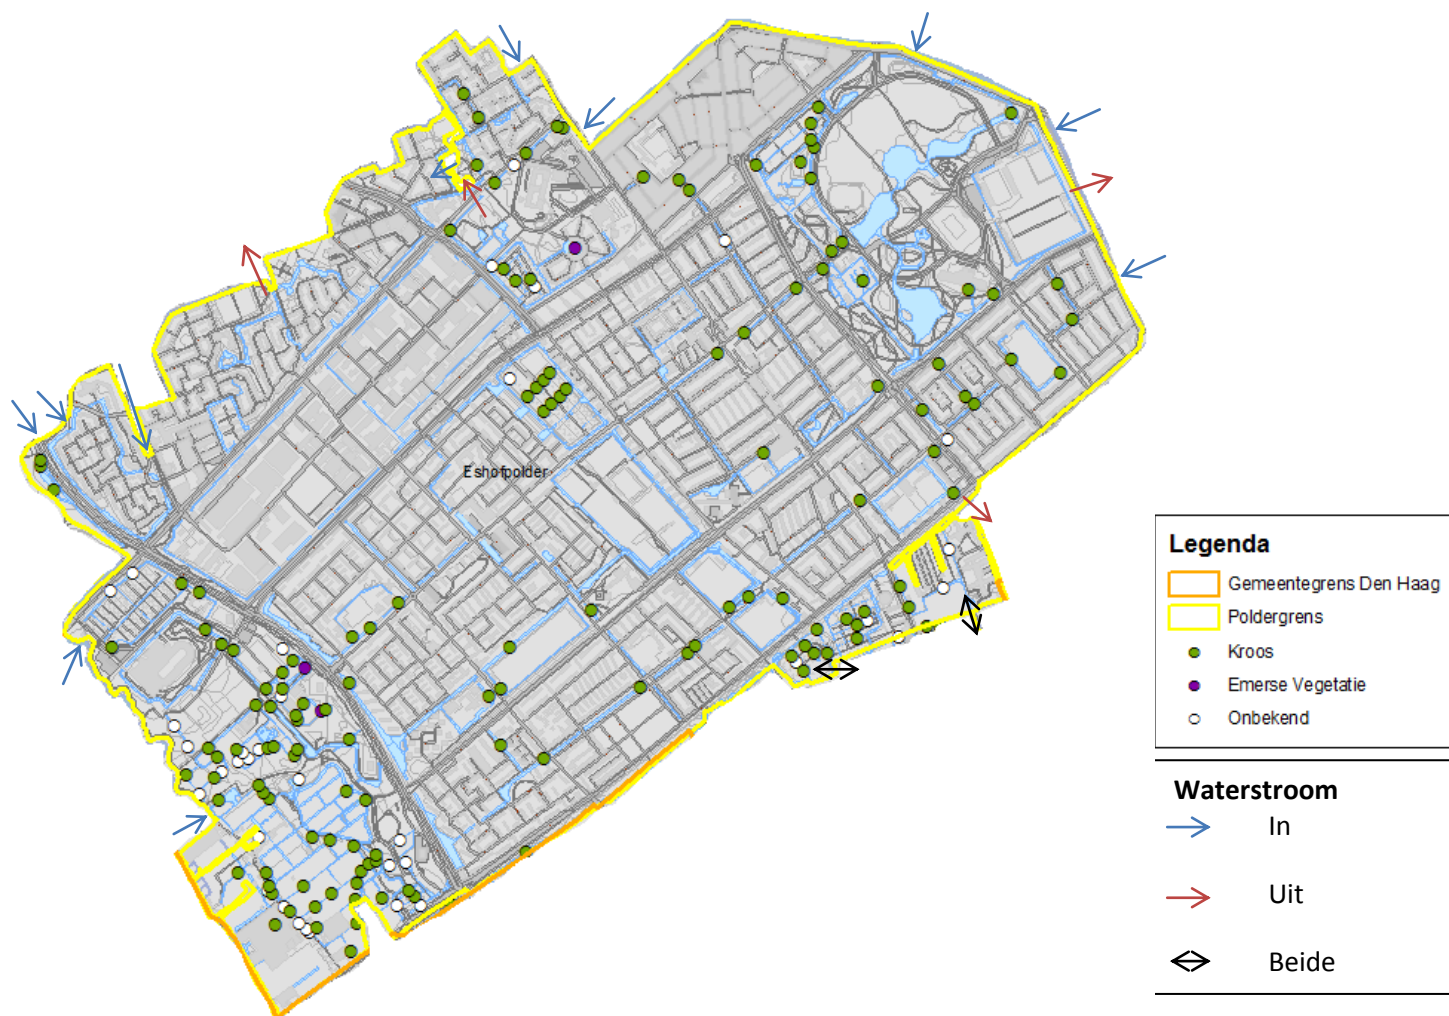 Eshofpolder
Legenda
Gemeentegrens Den Haag
Poldergrens
Kroos
Emerse Vegetatie
Onbekend
Waterstroom
In
Uit
Beide